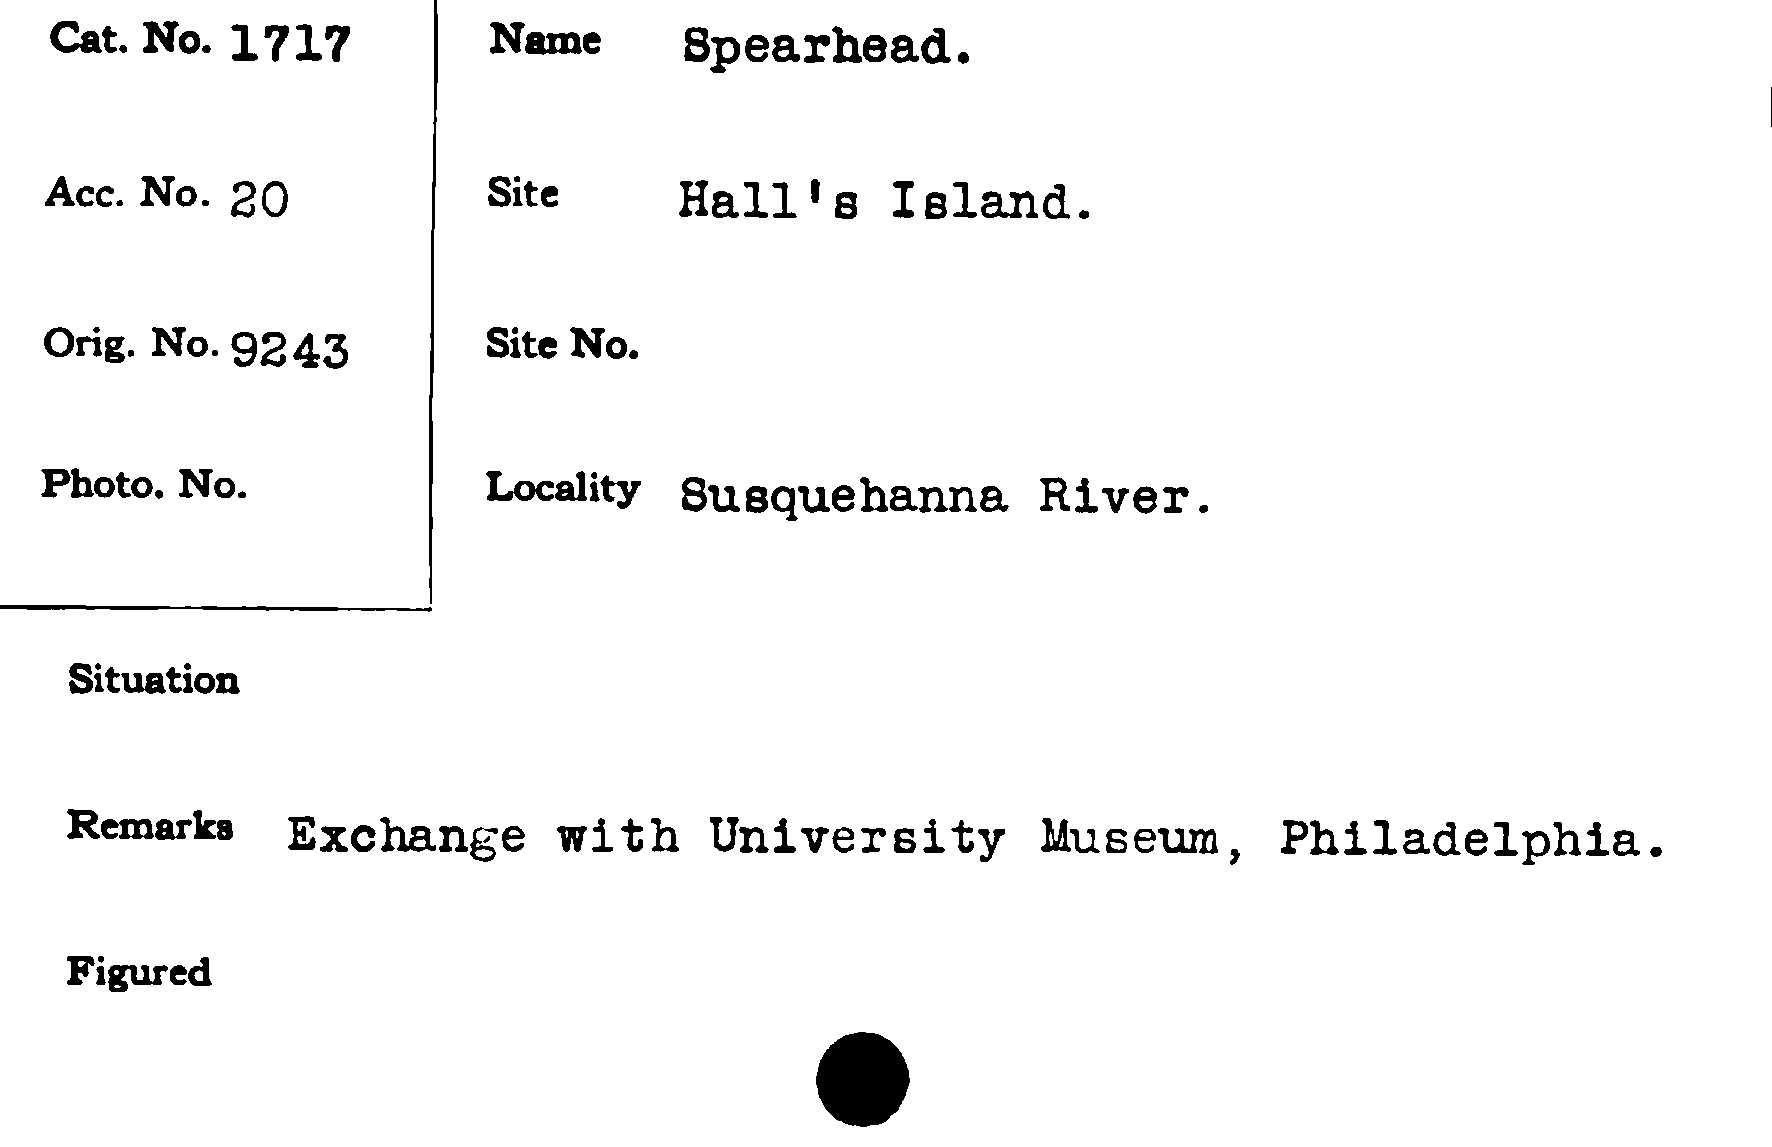 Cat. No. 1717
Name Spearhead.
Acc. No. 20
Site Hall's Island.
Orig. No. 9243
Site No.
Photo. No.
Locality Susquehanna River.
Situation
Remarks Exchange with University Museum, Philadelphia.
Figured